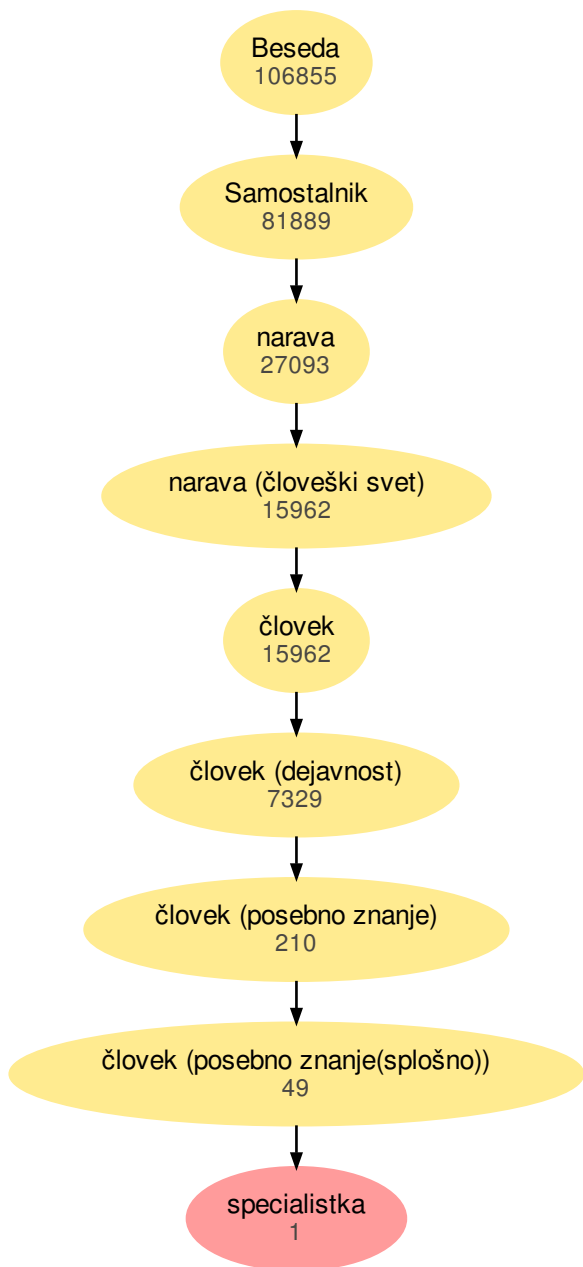 Beseda
106855
Samostalnik
81889
narava
27093
narava (človeški svet)
15962
človek
15962
človek (dejavnost)
7329
človek (posebno znanje)
210
človek (posebno znanje(splošno))
49
specialistka
1